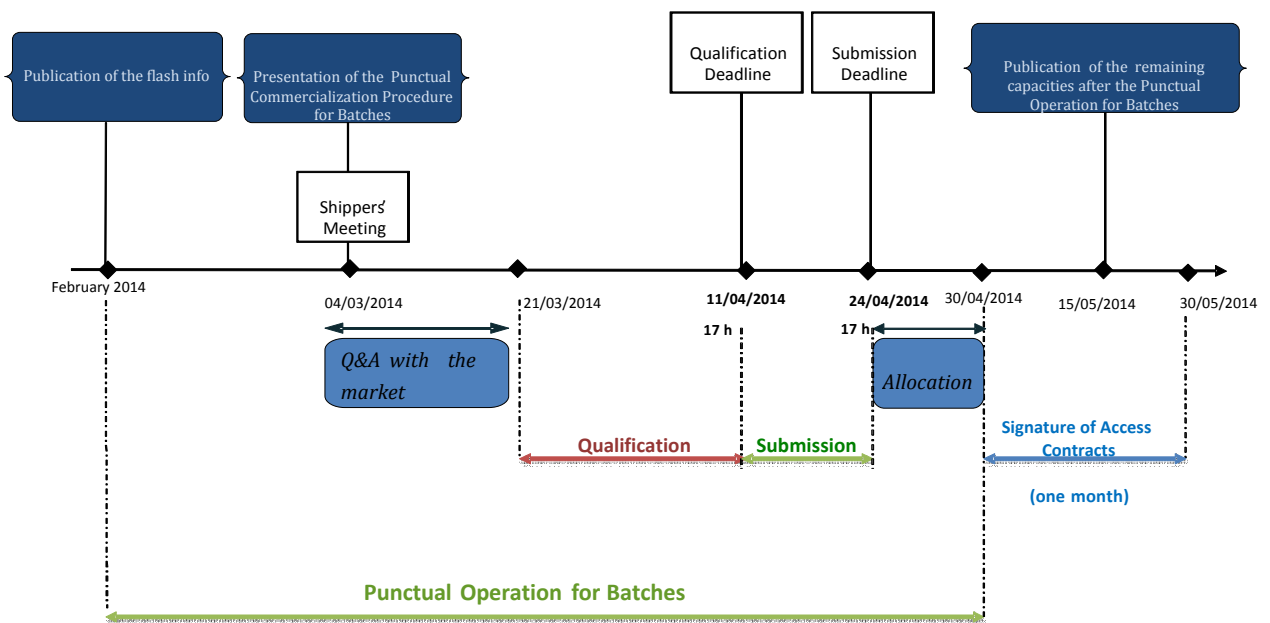 Publication of the flash info
Presentation of the Punctual
Commercialization Procedure
for Batches
Qualification
Deadline
Submission
Deadline
Publication of the remaining
capacities after the Punctual
Operation for Batches
Shippers'
Meeting
February 2014
04/03/2014
21/03/2014
11/04/2014
24/04/2014
30/04/2014
15/05/2014
30/05/2014
17 h
17 h
Q&A with the
market
Allocation
Qualification
Submission
Signature of Access
Contracts
(one month)
Punctual Operation for Batches